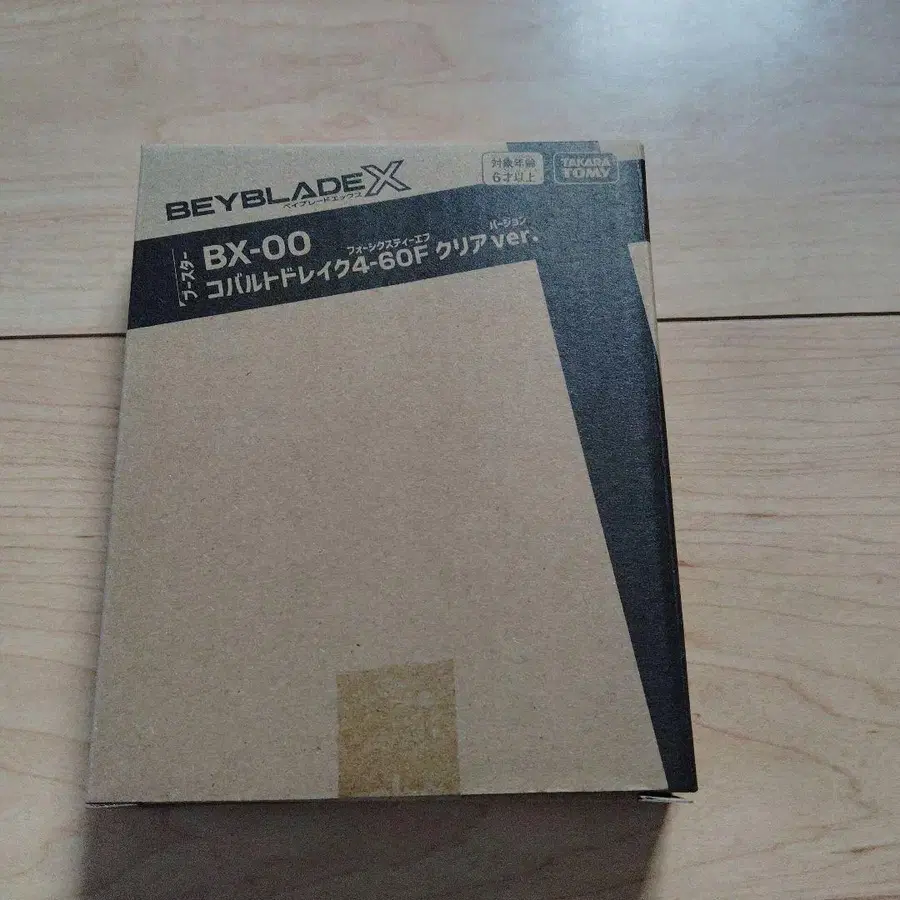 BEYBLADE X
ベイブレードエックス
対象年齢
6才以上
TAKARA
TOMY
ブースター
BX-00
フォーシックスティーエフ
バージョン
コバルトドレイク4-60F クリアver.